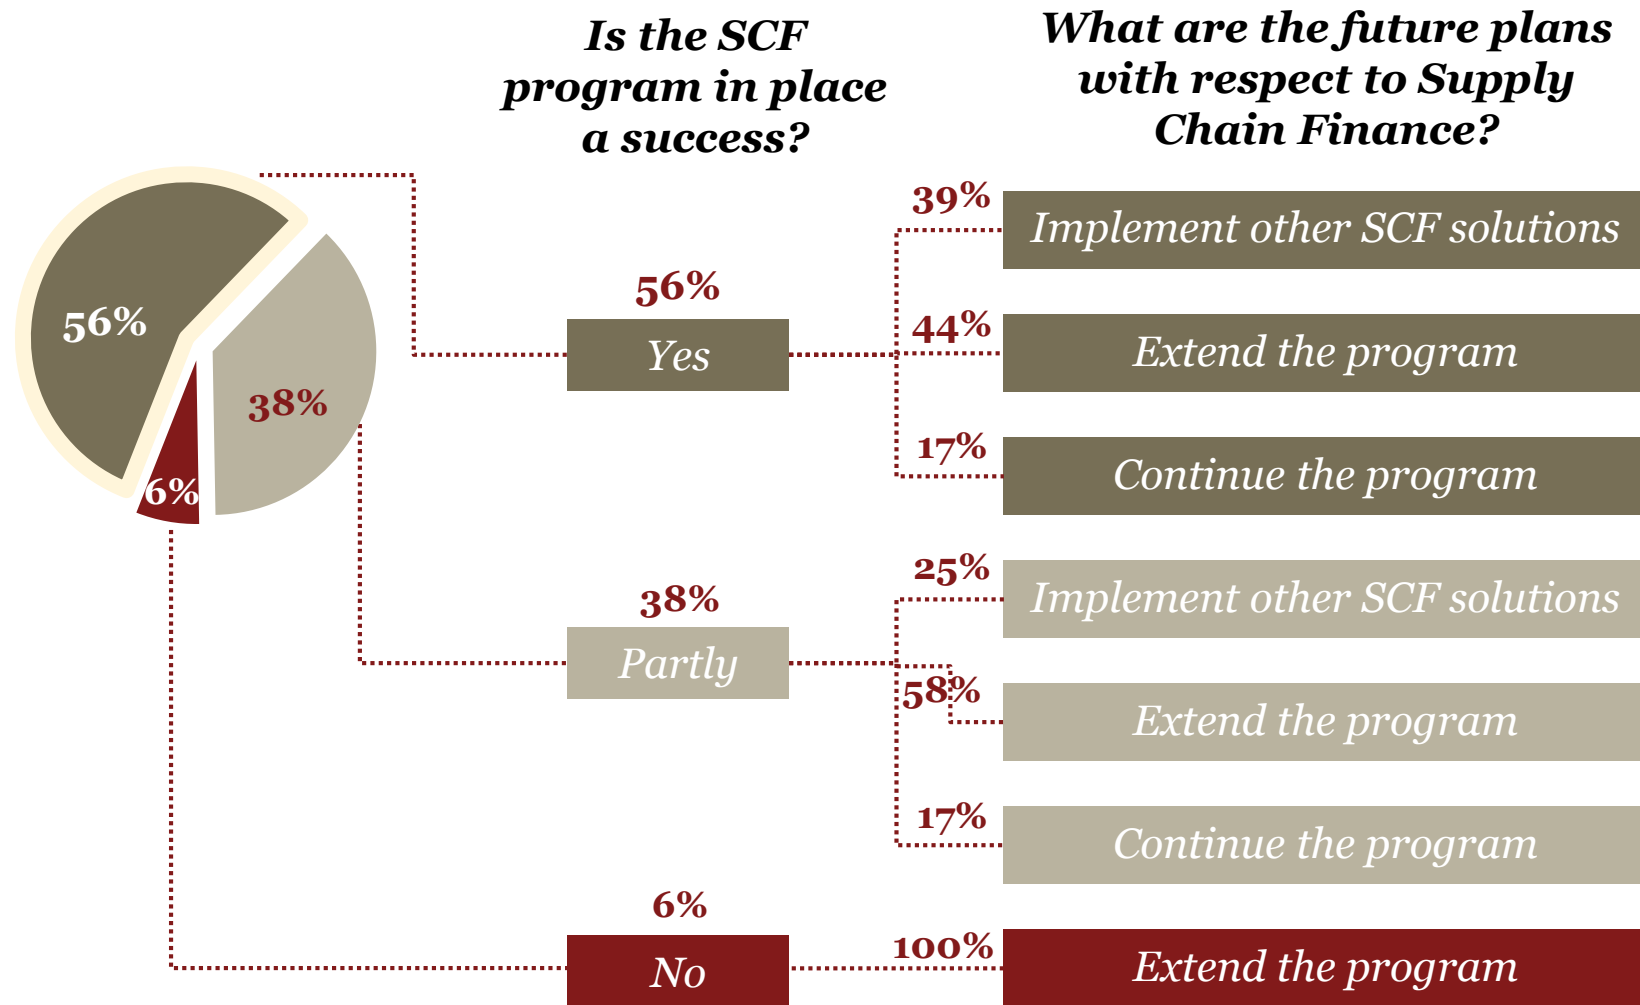 Is the SCF
program in place
a success?
What are the future plans
with respect to Supply
Chain Finance?
56%
38%
6%
56%
Yes
39%
Implement other SCF solutions
44%
Extend the program
17%
Continue the program
38%
Partly
25%
Implement other SCF solutions
58%
Extend the program
17%
Continue the program
6%
No
100%
Extend the program